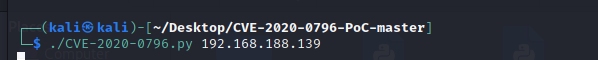 ┌──(kali㉿kali)-[~/Desktop/CVE-2020-0796-PoC-master]
└─$ ./CVE-2020-0796.py 192.168.188.139